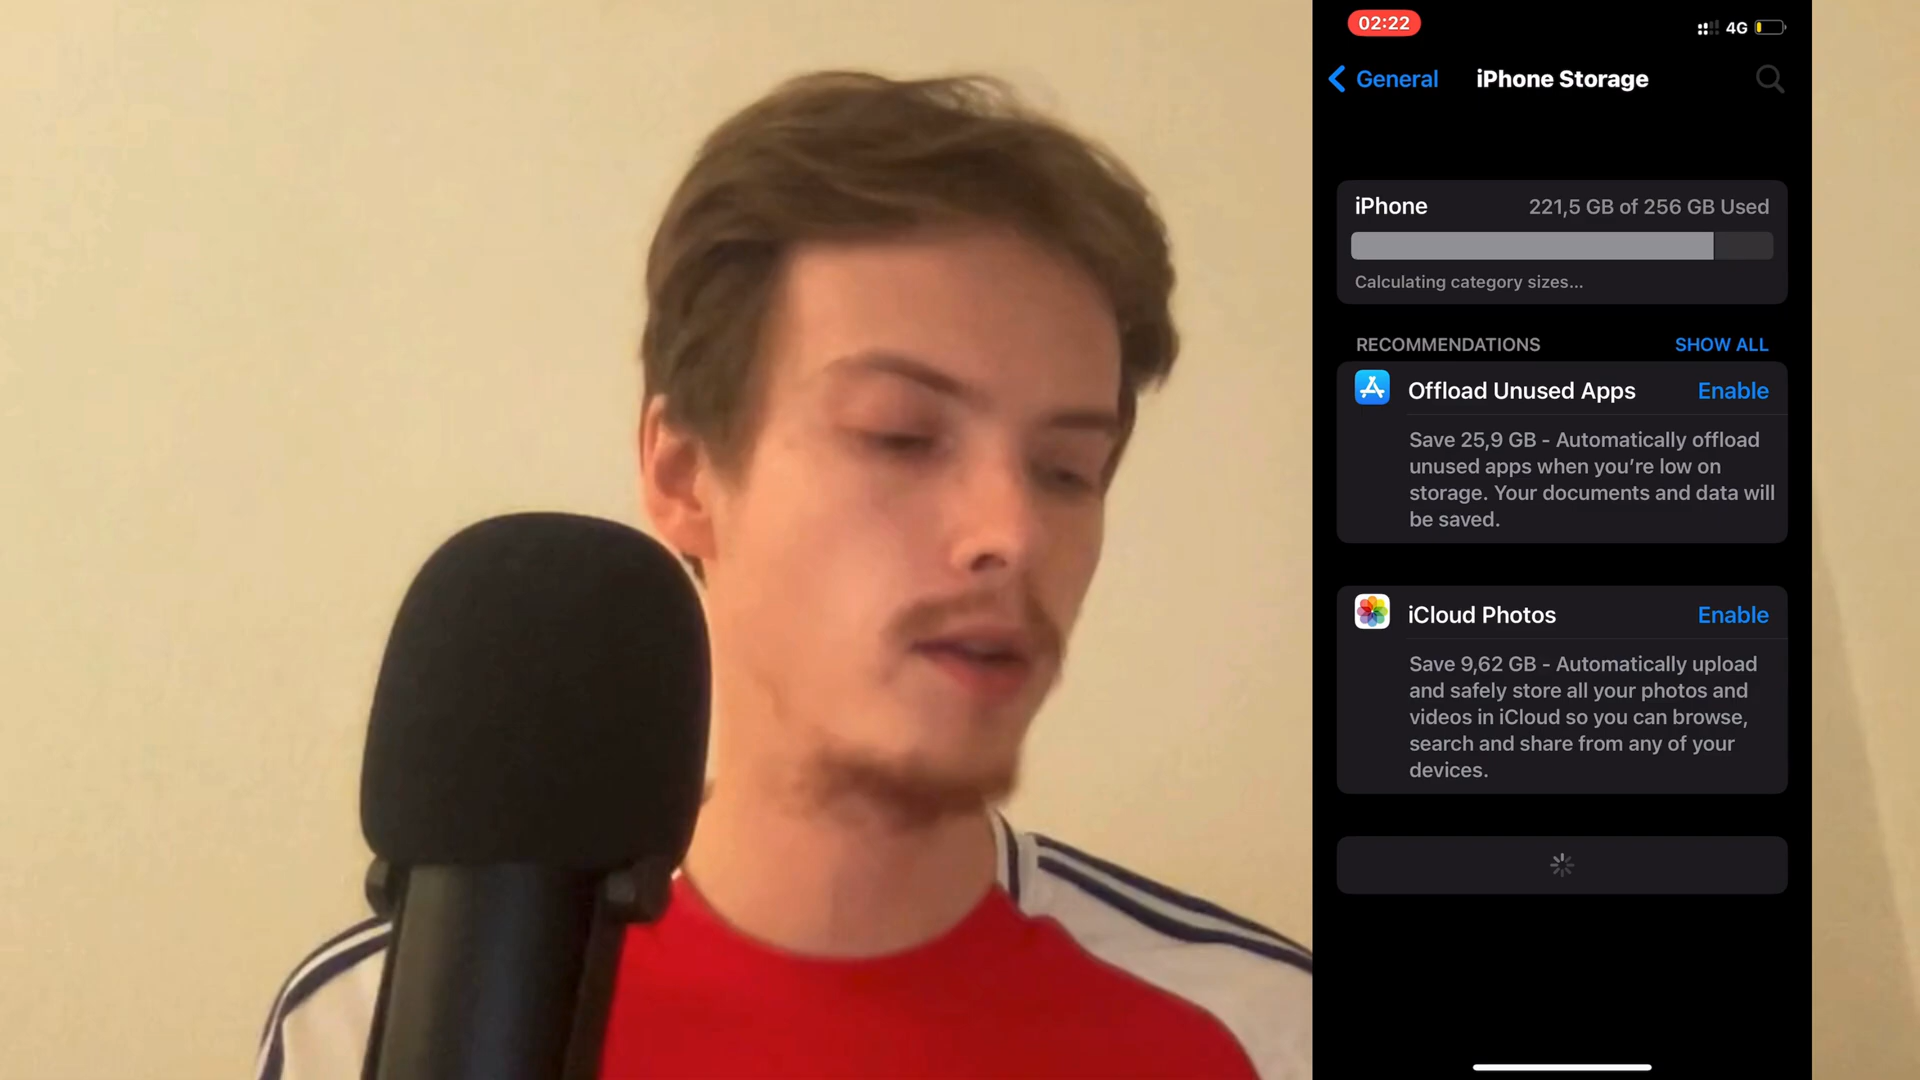 02:22
4G
General
iPhone Storage
iPhone
221,5 GB of 256 GB Used
Calculating category sizes...
RECOMMENDATIONS
SHOW ALL
Offload Unused Apps
Enable
Save 25,9 GB - Automatically offload
unused apps when you’re low on
storage. Your documents and data will
be saved.
iCloud Photos
Enable
Save 9,62 GB - Automatically upload
and safely store all your photos and
videos in iCloud so you can browse,
search and share from any of your
devices.